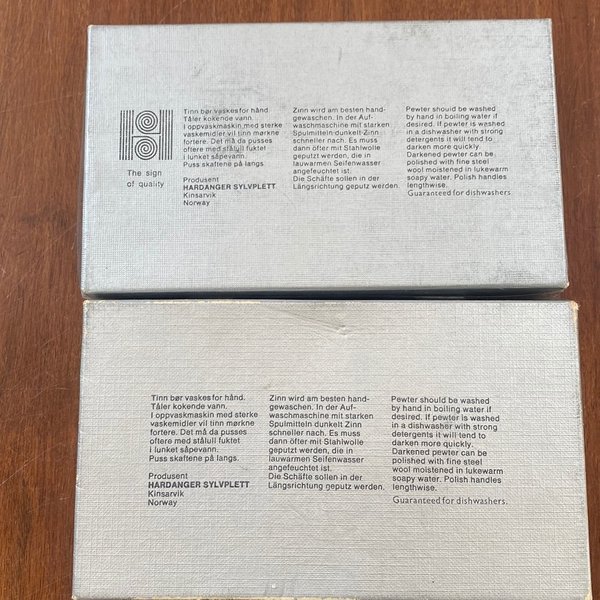 The sign
of quality
Tinn bør vaskes for hånd.
Tåler kokende vann.
I oppvaskmaskin med sterke
vaskemidler vil tinn mørkne
fortere. Det må da pusses
oftere med stålull fuktet
i lunket såpevann.
Puss skaftene på langs.
Produsent
HARDANGER SYLVPLETT
Kinsarvik
Norway
Zinn wird am besten hand-
gewaschen. In der Auf-
waschmaschine mit starken
Spulmitteln dunkelt Zinn
schneller nach. Es muss
dann öfter mit Stahlwolle
geputzt werden, die in
lauwarmen Seifenwasser
angefeuchtet ist.
Die Schäfte sollen in der
Längsrichtung geputz werden.
Pewter should be washed
by hand in boiling water if
desired. If pewter is washed
in a dishwasher with strong
detergents it will tend to
darken more quickly.
Darkened pewter can be
polished with fine steel
wool moistened in lukewarm
soapy water. Polish handles
lengthwise.
Guaranteed for dishwashers.
Tinn bør vaskes for hånd.
Tåler kokende vann.
I oppvaskmaskin med sterke
vaskemidler vil tinn mørkne
fortere. Det må da pusses
oftere med stålull fuktet
i lunket såpevann.
Puss skaftene på langs.
Produsent
HARDANGER SYLVPLETT
Kinsarvik
Norway
Zinn wird am besten hand-
gewaschen. In der Auf-
waschmaschine mit starken
Spulmitteln dunkelt Zinn
schneller nach. Es muss
dann öfter mit Stahlwolle
geputzt werden, die in
lauwarmen Seifenwasser
angefeuchtet ist.
Die Schäfte sollen in der
Längsrichtung geputz werden.
Pewter should be washed
by hand in boiling water if
desired. If pewter is washed
in a dishwasher with strong
detergents it will tend to
darken more quickly.
Darkened pewter can be
polished with fine steel
wool moistened in lukewarm
soapy water. Polish handles
lengthwise.
Guaranteed for dishwashers.